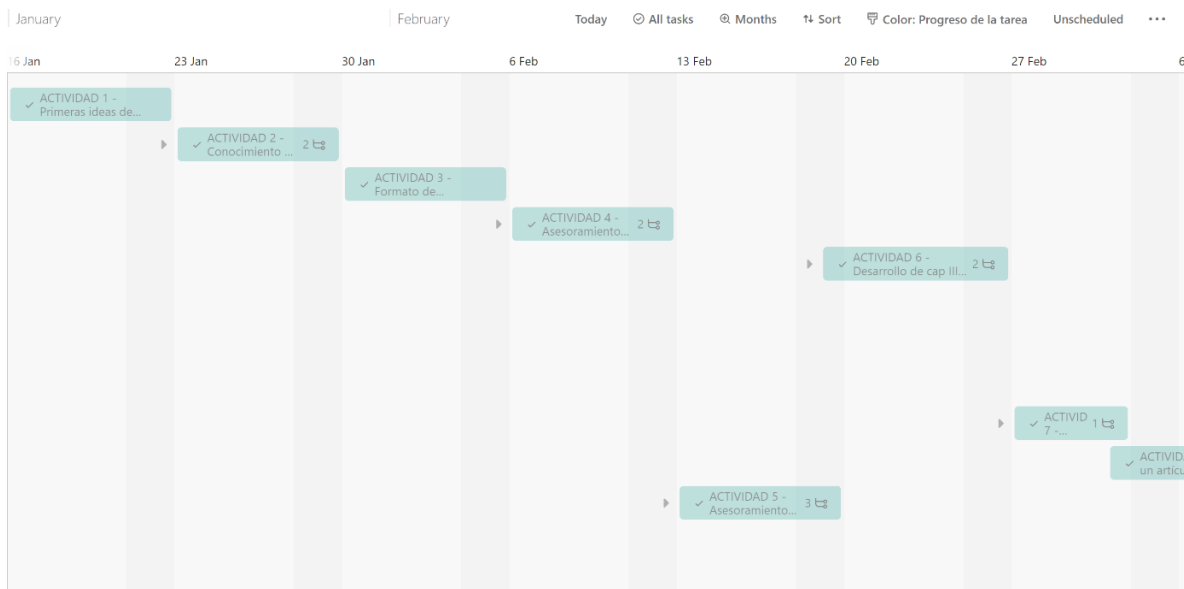 January
February
Today
All tasks
Months
Sort
Color: Progreso de la tarea
Unscheduled
16 Jan
23 Jan
30 Jan
6 Feb
13 Feb
20 Feb
27 Feb
6
ACTIVIDAD 1 -
Primeras ideas de...
ACTIVIDAD 2 -
Conocimiento ...
2
ACTIVIDAD 3 -
Formato de...
ACTIVIDAD 4 -
Asesoramiento...
2
ACTIVIDAD 6 -
Desarrollo de cap III...
2
ACTIVID
7 -...
1
ACTIVIDA
un artícu
ACTIVIDAD 5 -
Asesoramiento...
3